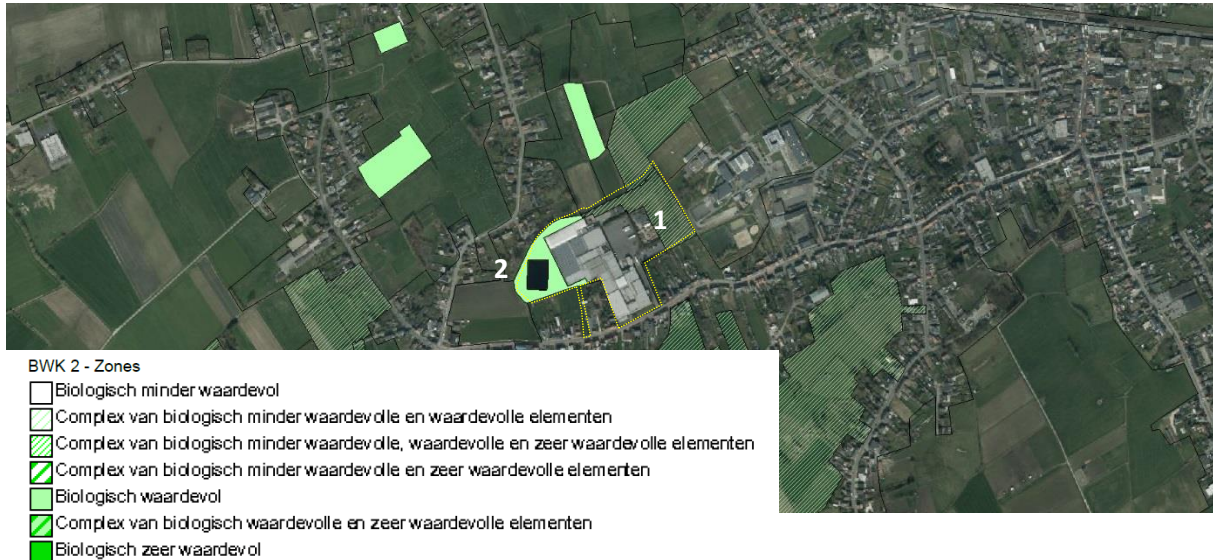 1
2
BWK 2 - Zones
Biologisch minder waardevol
Complex van biologisch minder waardevolle en waardevolle elementen
Complex van biologisch minder waardevolle, waardevolle en zeer waardevolle elementen
Complex van biologisch minder waardevolle en zeer waardevolle elementen
Biologisch waardevol
Complex van biologisch waardevolle en zeer waardevolle elementen
Biologisch zeer waardevol